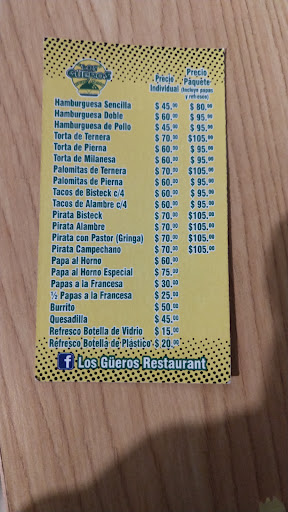 LOS GÜEROS
Precio Individual
Precio Paquete
(Incluye papas y refresco)
Hamburguesa Sencilla $ 45.00 $ 80.00
Hamburguesa Doble $ 60.00 $ 95.00
Hamburguesa de Pollo $ 45.00 $ 95.00
Torta de Ternera $ 70.00 $105.00
Torta de Pierna $ 60.00 $ 95.00
Torta de Milanesa $ 60.00 $ 95.00
Palomitas de Ternera $ 70.00 $105.00
Palomitas de Pierna $ 60.00 $ 95.00
Tacos de Bisteck c/4 $ 60.00 $ 95.00
Tacos de Alambre c/4 $ 60.00 $ 95.00
Pirata Bisteck $ 70.00 $105.00
Pirata Alambre $ 70.00 $105.00
Pirata con Pastor (Gringa) $ 70.00 $105.00
Pirata Campechano $ 70.00 $105.00
Papa al Horno $ 60.00
Papa al Horno Especial $ 75.00
Papas a la Francesa $ 30.00
½ Papas a la Francesa $ 25.00
Burrito $ 50.00
Quesadilla $ 45.00
Refresco Botella de Vidrio $ 15.00
Refresco Botella de Plástico $ 20.00
f Los Güeros Restaurant